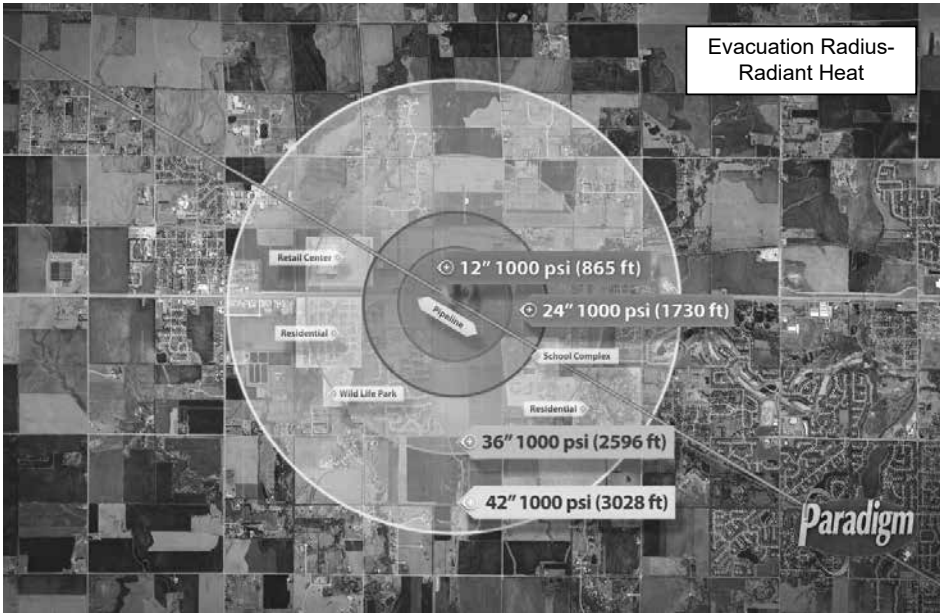 Evacuation Radius-
Radiant Heat
Retail Center
12" 1000 psi (865 ft)
24" 1000 psi (1730 ft)
Pipeline
Residential
School Complex
Wild Life Park
Residential
36" 1000 psi (2596 ft)
42" 1000 psi (3028 ft)
Paradigm